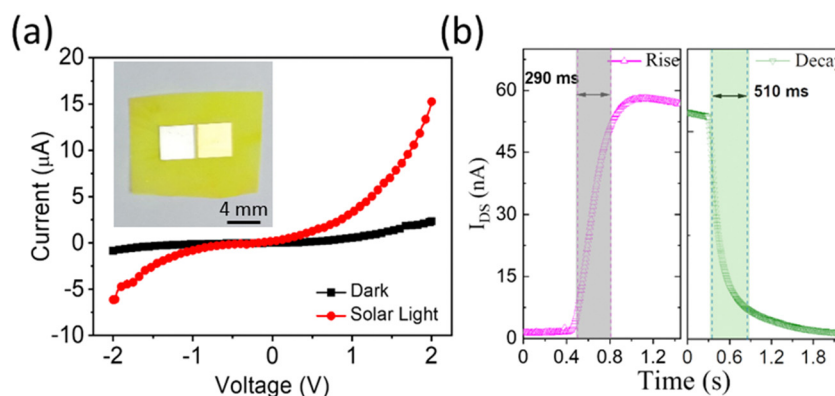 (a)
20
15
10
5
0
-5
-10
Current (μA)
4 mm
Dark
Solar Light
-2
-1
0
1
2
Voltage (V)
(b)
Rise
Decay
290 ms
510 ms
60
45
30
15
0
I_DS (nA)
0.0 0.4 0.8 1.2
0.6 1.2 1.8
Time (s)